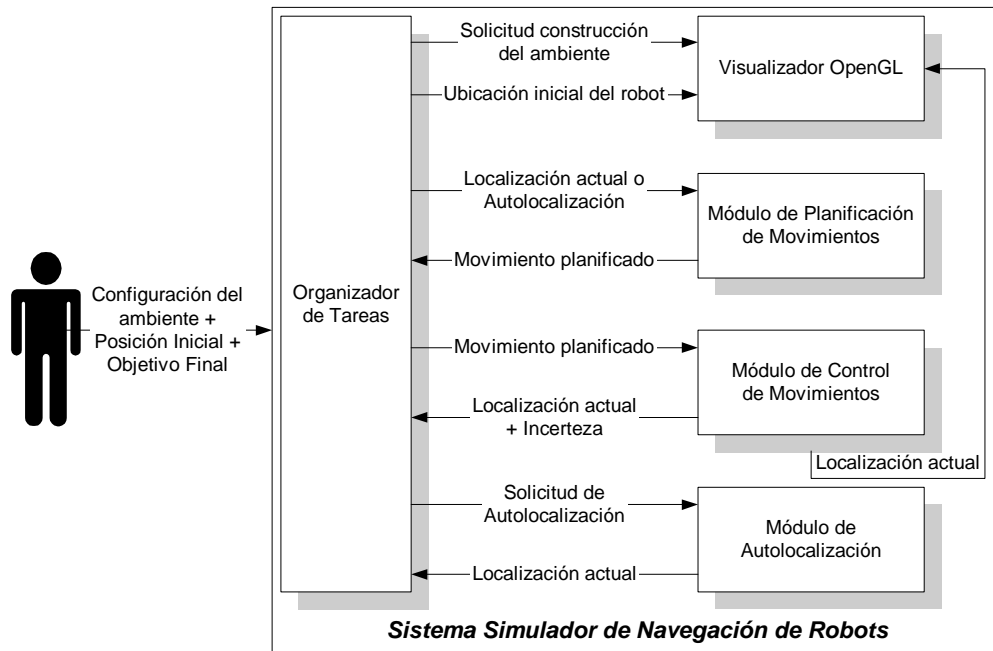 Configuración del
ambiente +
Posición Inicial +
Objetivo Final
Organizador
de Tareas
Solicitud construcción
del ambiente
Ubicación inicial del robot
Visualizador OpenGL
Localización actual o
Autolocalización
Movimiento planificado
Módulo de Planificación
de Movimientos
Movimiento planificado
Localización actual
+ Incerteza
Módulo de Control
de Movimientos
Localización actual
Solicitud de
Autolocalización
Localización actual
Módulo de
Autolocalización
Sistema Simulador de Navegación de Robots